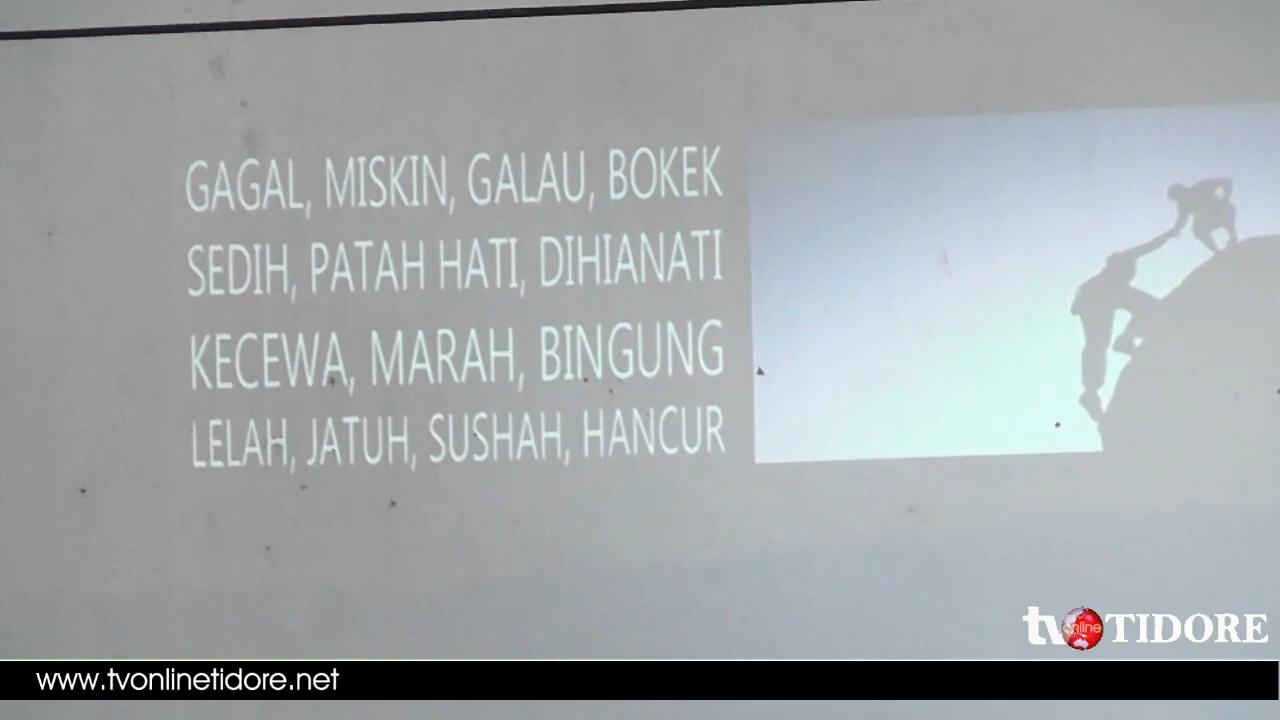 GAGAL, MISKIN, GALAU, BOKEK
SEDIH, PATAH HATI, DIHIANATI
KECEWA, MARAH, BINGUNG
LELAH, JATUH, SUSHAH, HANCUR
tv online TIDORE
www.tvonlinetidore.net